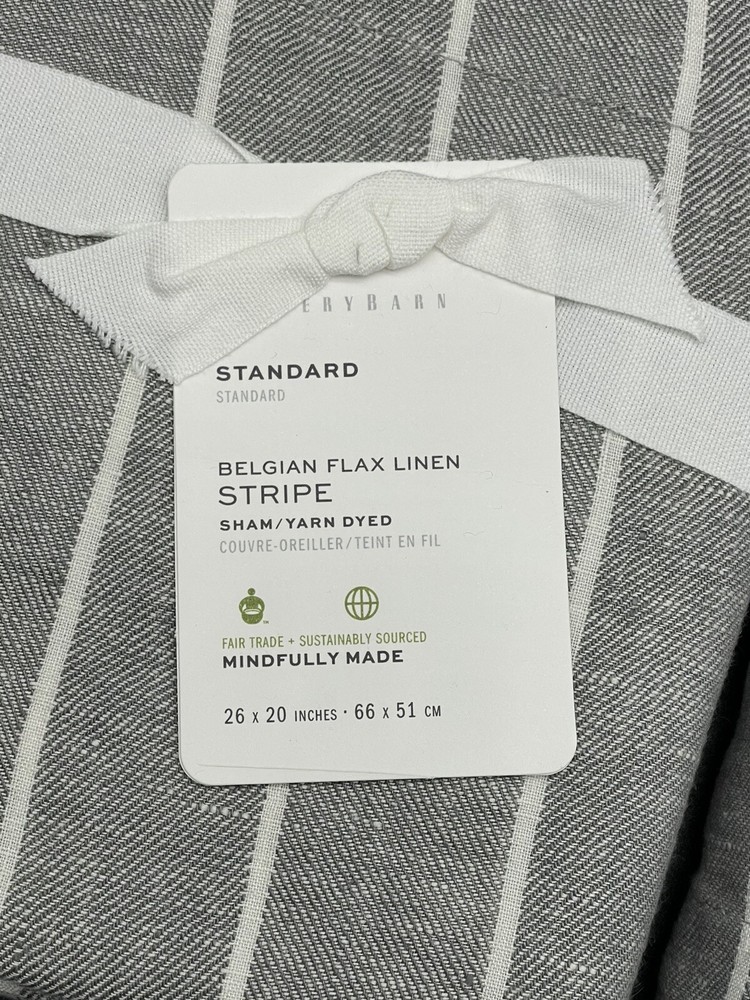 ERYBARN
STANDARD
STANDARD
BELGIAN FLAX LINEN
STRIPE
SHAM/YARN DYED
COUVRE-OREILLER/TEINT EN FIL
TM
FAIR TRADE + SUSTAINABLY SOURCED
MINDFULLY MADE
26 X 20 INCHES · 66 X 51 CM